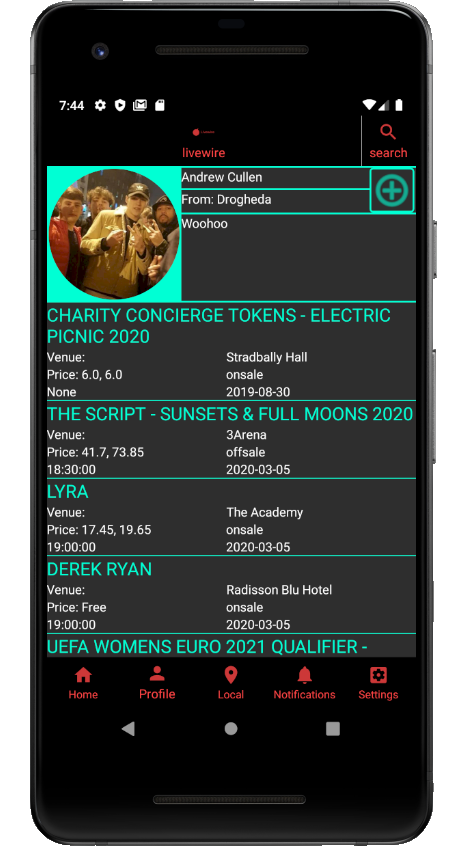 7:44
livewire
search
Andrew Cullen
From: Drogheda
Woohoo
CHARITY CONCIERGE TOKENS - ELECTRIC
PICNIC 2020
Venue: Stradbally Hall
Price: 6.0, 6.0 onsale
None 2019-08-30
THE SCRIPT - SUNSETS & FULL MOONS 2020
Venue: 3Arena
Price: 41.7, 73.85 offsale
18:30:00 2020-03-05
LYRA
Venue: The Academy
Price: 17.45, 19.65 onsale
19:00:00 2020-03-05
DEREK RYAN
Venue: Radisson Blu Hotel
Price: Free onsale
19:00:00 2020-03-05
UEFA WOMENS EURO 2021 QUALIFIER -
Home Profile Local Notifications Settings